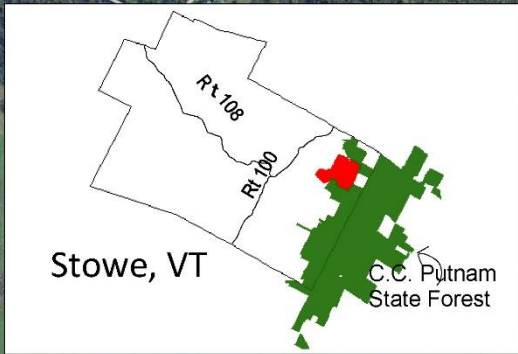 Rt 108
Rt 100
Stowe, VT
C.C. Putnam
State Forest